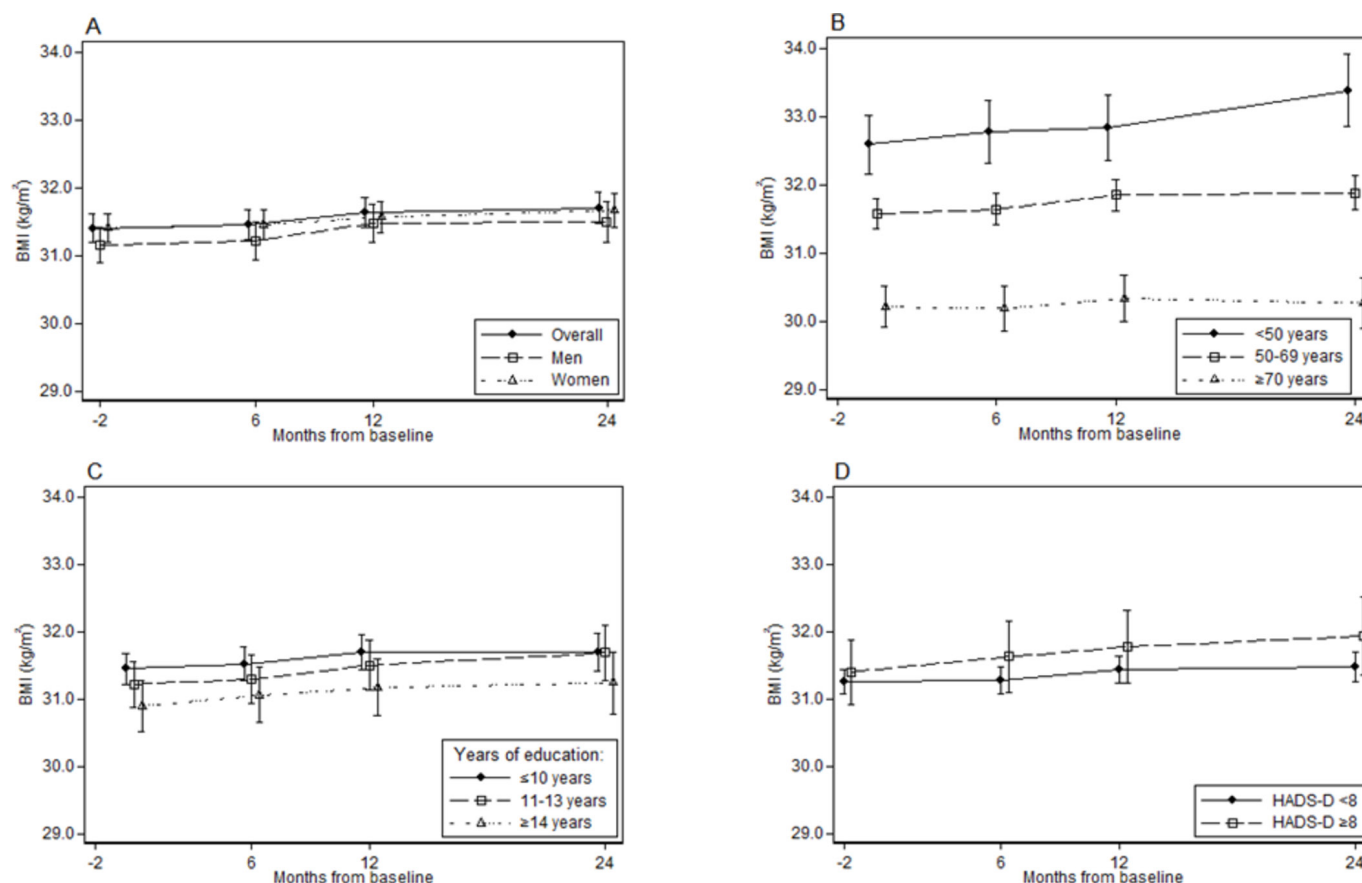 A
34.0
33.0
32.0
31.0
30.0
29.0
BMI (kg/m²)
Overall
Men
Women
-2 6 12 24
Months from baseline
B
34.0
33.0
32.0
31.0
30.0
29.0
BMI (kg/m²)
<50 years
50-69 years
≥70 years
-2 6 12 24
Months from baseline
C
34.0
33.0
32.0
31.0
30.0
29.0
BMI (kg/m²)
Years of education:
≤10 years
11-13 years
≥14 years
-2 6 12 24
Months from baseline
D
34.0
33.0
32.0
31.0
30.0
29.0
BMI (kg/m²)
HADS-D <8
HADS-D ≥8
-2 6 12 24
Months from baseline